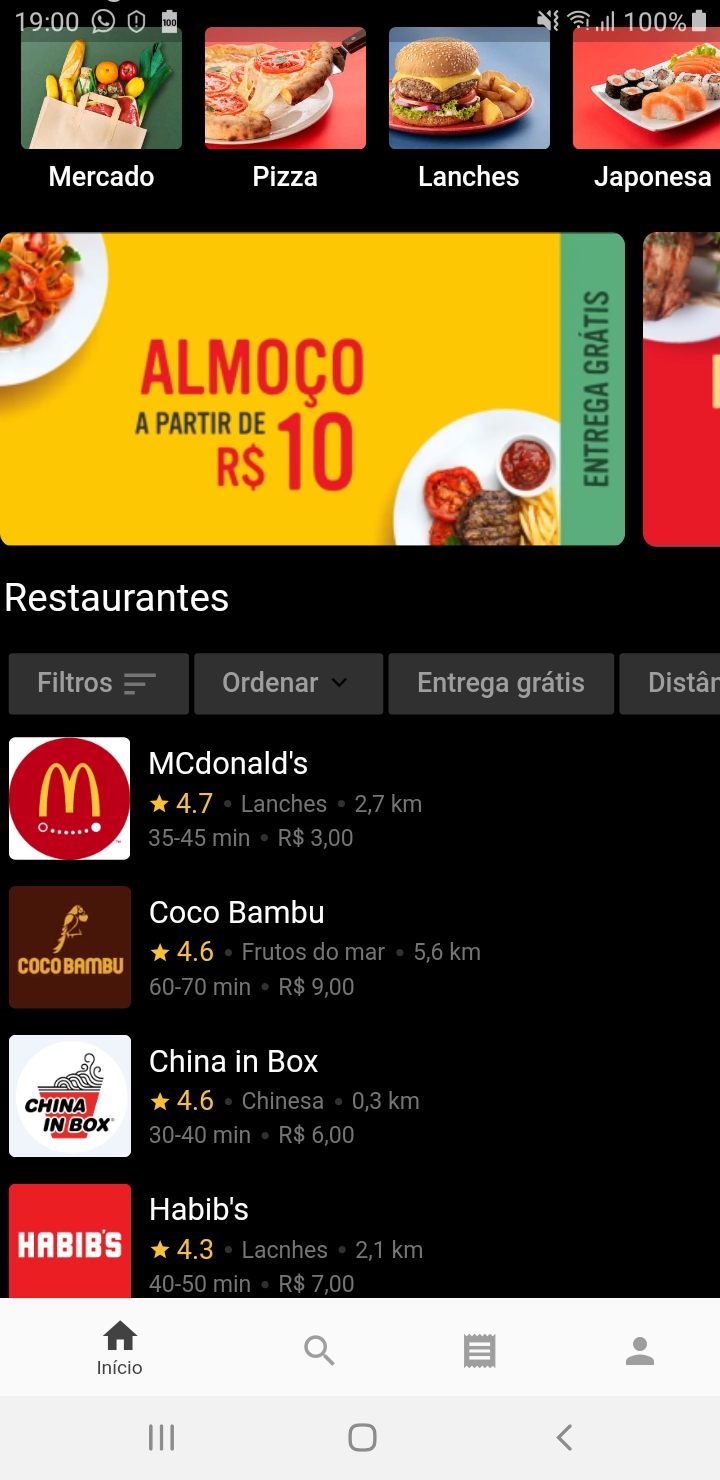 19:00 100 100%
Mercado Pizza Lanches Japonesa
ALMOÇO
A PARTIR DE
R$ 10
ENTREGA GRÁTIS
Restaurantes
Filtros Ordenar Entrega grátis Distân
MCdonald's
4.7 • Lanches • 2,7 km
35-45 min • R$ 3,00
COCO BAMBU
Coco Bambu
4.6 • Frutos do mar • 5,6 km
60-70 min • R$ 9,00
CHINA
IN BOX
China in Box
4.6 • Chinesa • 0,3 km
30-40 min • R$ 6,00
HABIB'S
Habib's
4.3 • Lacnhes • 2,1 km
40-50 min • R$ 7,00
Início